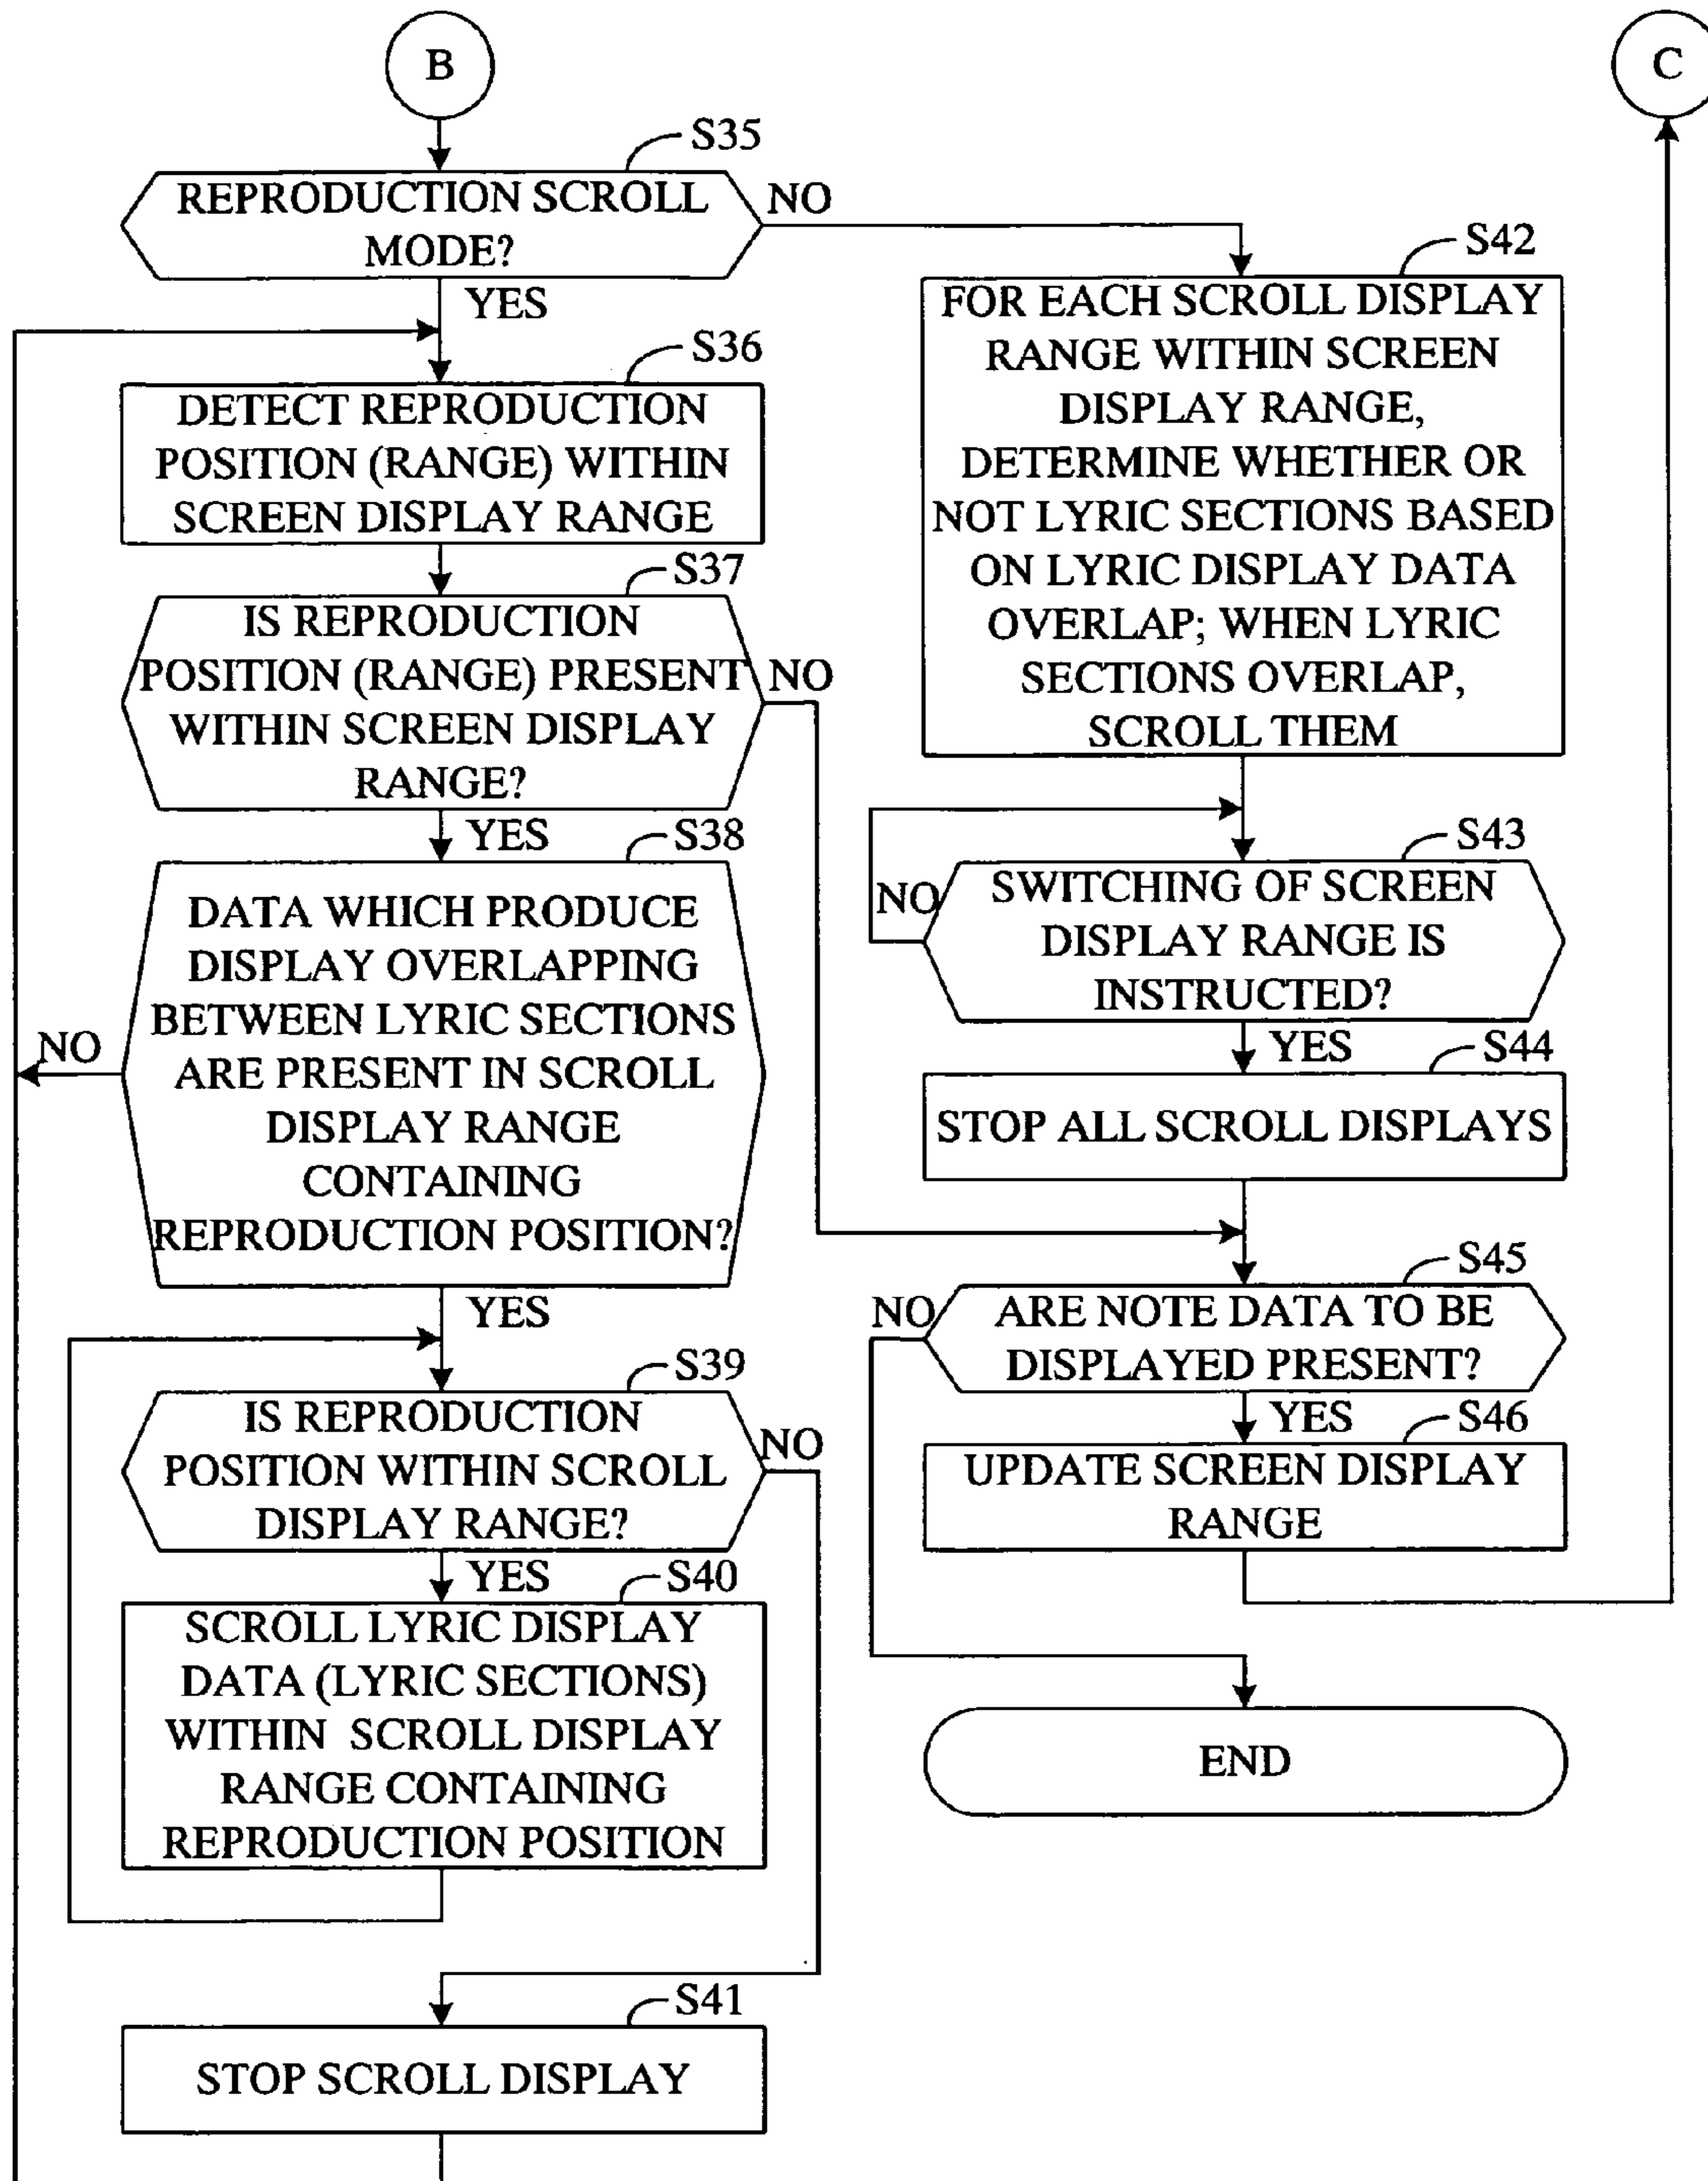 B
S35
REPRODUCTION SCROLL
MODE?
NO
YES
S36
DETECT REPRODUCTION
POSITION (RANGE) WITHIN
SCREEN DISPLAY RANGE
S37
IS REPRODUCTION
POSITION (RANGE) PRESENT
WITHIN SCREEN DISPLAY
RANGE?
NO
YES
S38
DATA WHICH PRODUCE
DISPLAY OVERLAPPING
BETWEEN LYRIC SECTIONS
ARE PRESENT IN SCROLL
DISPLAY RANGE
CONTAINING
REPRODUCTION POSITION?
NO
YES
S39
IS REPRODUCTION
POSITION WITHIN SCROLL
DISPLAY RANGE?
NO
YES
S40
SCROLL LYRIC DISPLAY
DATA (LYRIC SECTIONS)
WITHIN SCROLL DISPLAY
RANGE CONTAINING
REPRODUCTION POSITION
S41
STOP SCROLL DISPLAY
C
S42
FOR EACH SCROLL DISPLAY
RANGE WITHIN SCREEN
DISPLAY RANGE,
DETERMINE WHETHER OR
NOT LYRIC SECTIONS BASED
ON LYRIC DISPLAY DATA
OVERLAP; WHEN LYRIC
SECTIONS OVERLAP,
SCROLL THEM
S43
SWITCHING OF SCREEN
DISPLAY RANGE IS
INSTRUCTED?
NO
YES
S44
STOP ALL SCROLL DISPLAYS
S45
ARE NOTE DATA TO BE
DISPLAYED PRESENT?
NO
YES
S46
UPDATE SCREEN DISPLAY
RANGE
END